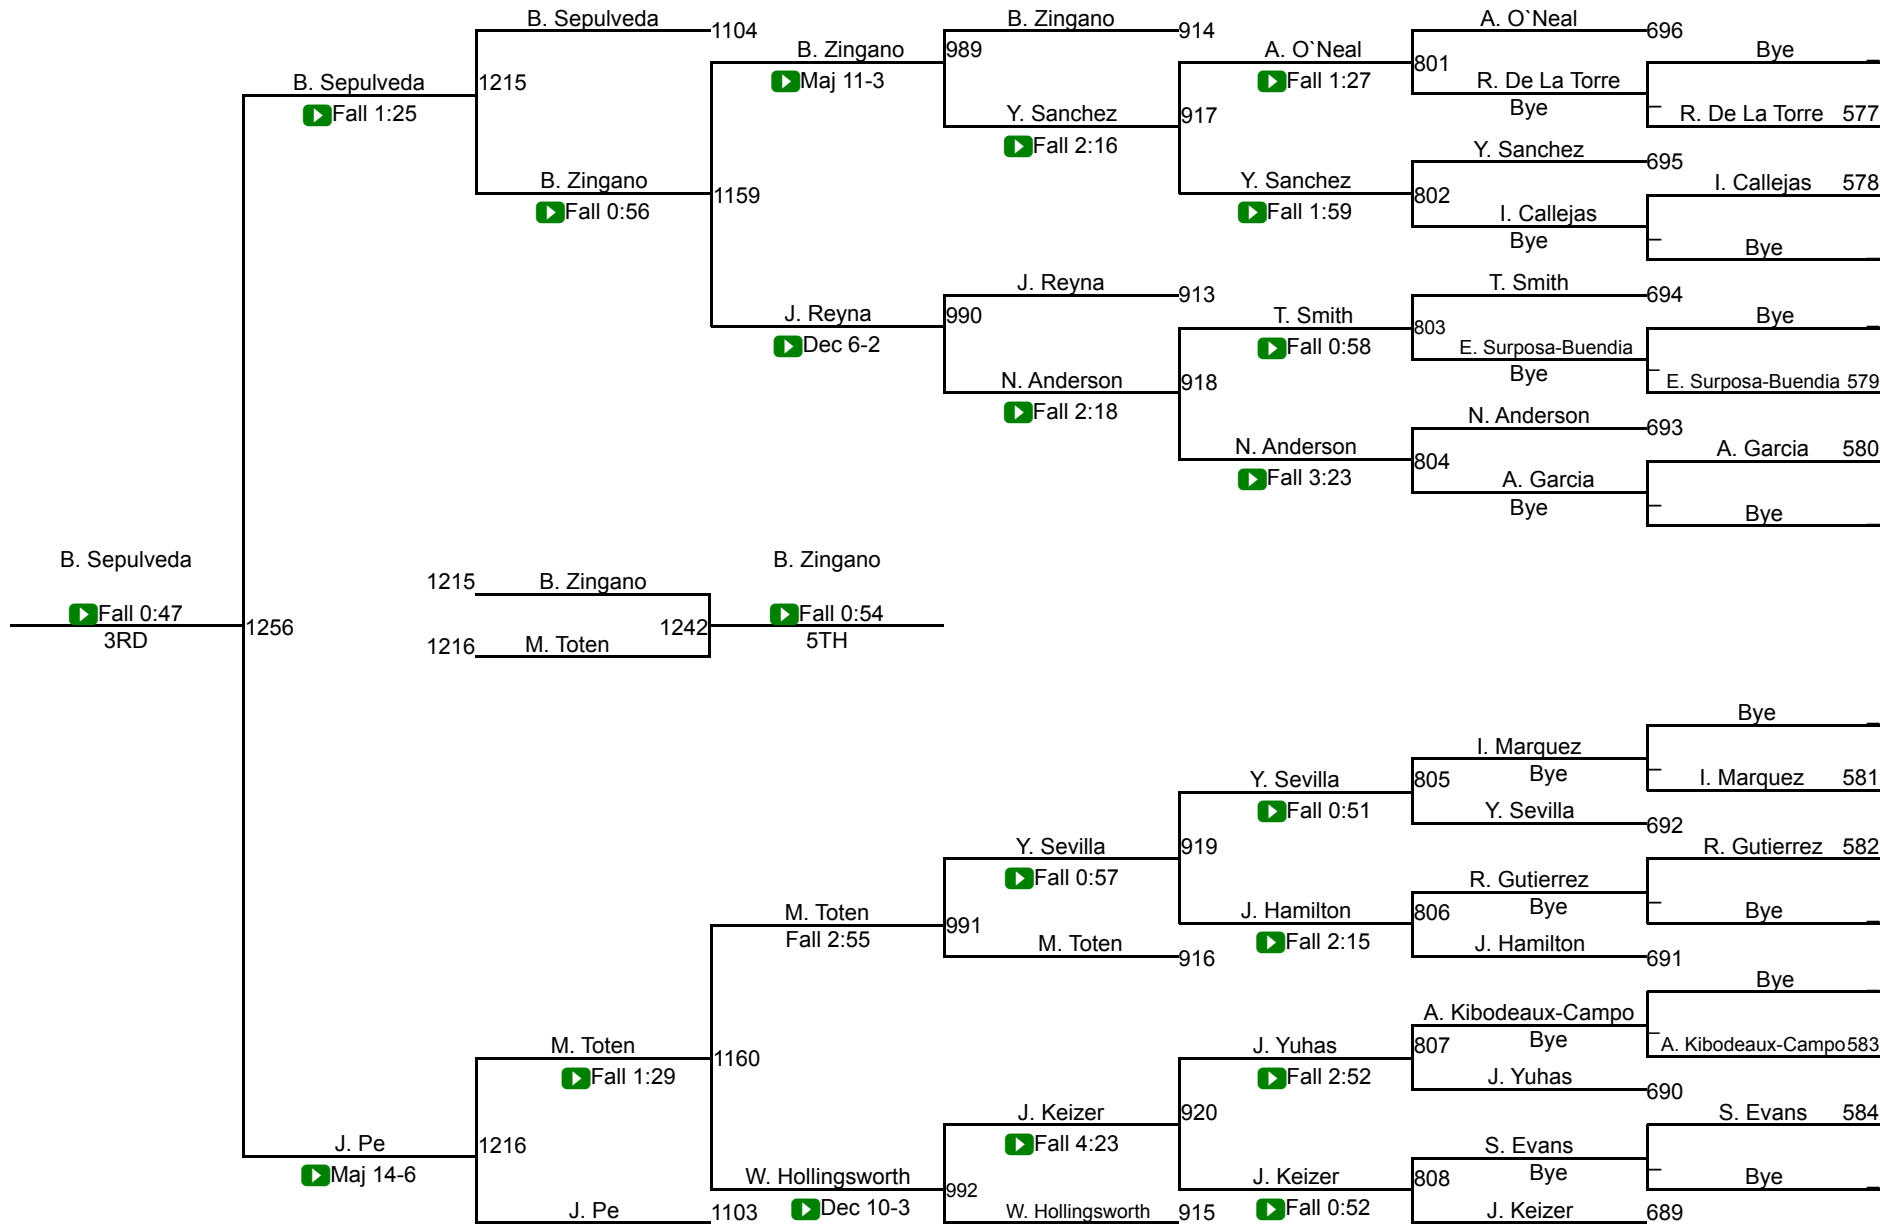 B. Sepulveda
1104
B. Zingano
914
A. O`Neal
696
B. Zingano
989
A. O`Neal
Bye
801
Maj 11-3
Fall 1:27
R. De La Torre
B. Sepulveda
1215
Bye
Fall 1:25
Y. Sanchez
917
R. De La Torre 577
Fall 2:16
Y. Sanchez
695
B. Zingano
Y. Sanchez
I. Callejas 578
1159
802
Fall 0:56
Fall 1:59
I. Callejas
Bye
Bye
J. Reyna
913
T. Smith
694
J. Reyna
990
T. Smith
Bye
803
Dec 6-2
Fall 0:58
E. Surposa-Buendia
Bye
N. Anderson
918
E. Surposa-Buendia 579
Fall 2:18
N. Anderson
693
N. Anderson
A. Garcia 580
804
Fall 3:23
A. Garcia
Bye
Bye
B. Sepulveda
B. Zingano
1215
B. Zingano
Fall 0:47
Fall 0:54
1256
1242
3RD
1216
M. Toten
5TH
Bye
I. Marquez
Y. Sevilla
805
Bye
I. Marquez 581
Fall 0:51
Y. Sevilla
692
Y. Sevilla
919
R. Gutierrez 582
Fall 0:57
R. Gutierrez
M. Toten
J. Hamilton
806
Bye
Bye
Fall 2:55
991
Fall 2:15
M. Toten
916
J. Hamilton
691
Bye
A. Kibodeaux-Campo
M. Toten
1160
J. Yuhas
807
Bye
A. Kibodeaux-Campo 583
Fall 1:29
Fall 2:52
J. Yuhas
690
J. Keizer
920
S. Evans 584
J. Pe
1216
Fall 4:23
S. Evans
Maj 14-6
W. Hollingsworth
992
J. Keizer
808
Bye
Bye
J. Pe
1103
Dec 10-3
W. Hollingsworth
915
Fall 0:52
J. Keizer
689